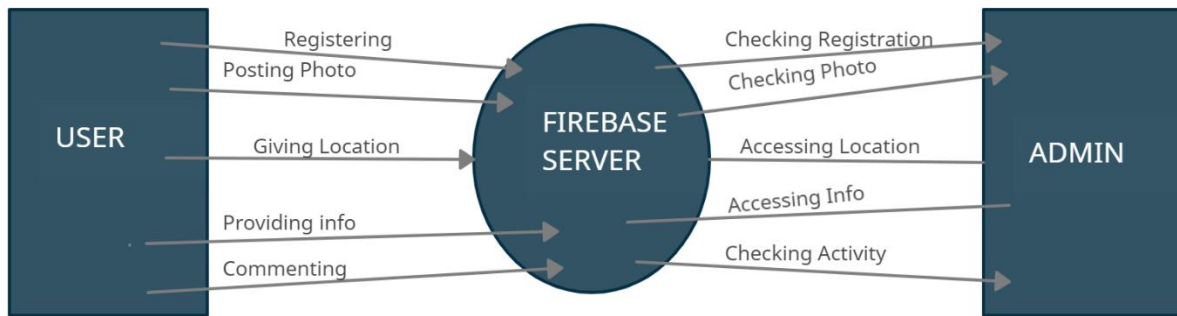 Registering
Posting Photo
USER
Giving Location
Providing info
Commenting
FIREBASE
SERVER
Checking Registration
Checking Photo
Accessing Location
ADMIN
Accessing Info
Checking Activity